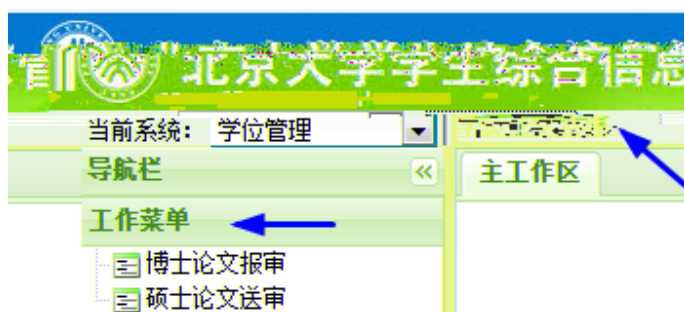 北京大学学生综合信息
当前系统： 学位管理
导航栏
主工作区
工作菜单
博士论文报审
硕士论文送审